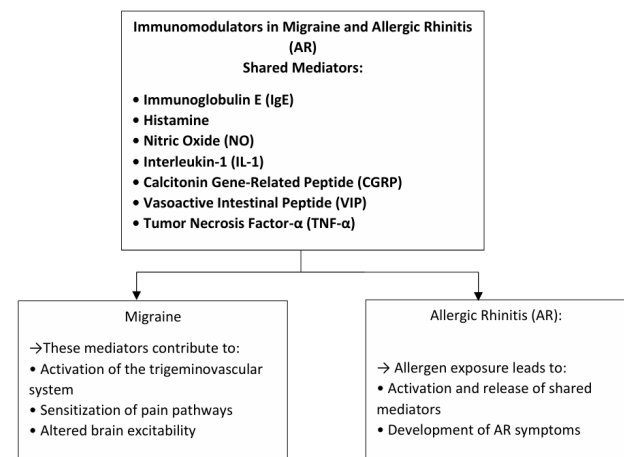 Immunomodulators in Migraine and Allergic Rhinitis
(AR)
Shared Mediators:
• Immunoglobulin E (IgE)
• Histamine
• Nitric Oxide (NO)
• Interleukin-1 (IL-1)
• Calcitonin Gene-Related Peptide (CGRP)
• Vasoactive Intestinal Peptide (VIP)
• Tumor Necrosis Factor-α (TNF-α)
Migraine
→These mediators contribute to:
• Activation of the trigeminovascular
system
• Sensitization of pain pathways
• Altered brain excitability
Allergic Rhinitis (AR):
→ Allergen exposure leads to:
• Activation and release of shared
mediators
• Development of AR symptoms